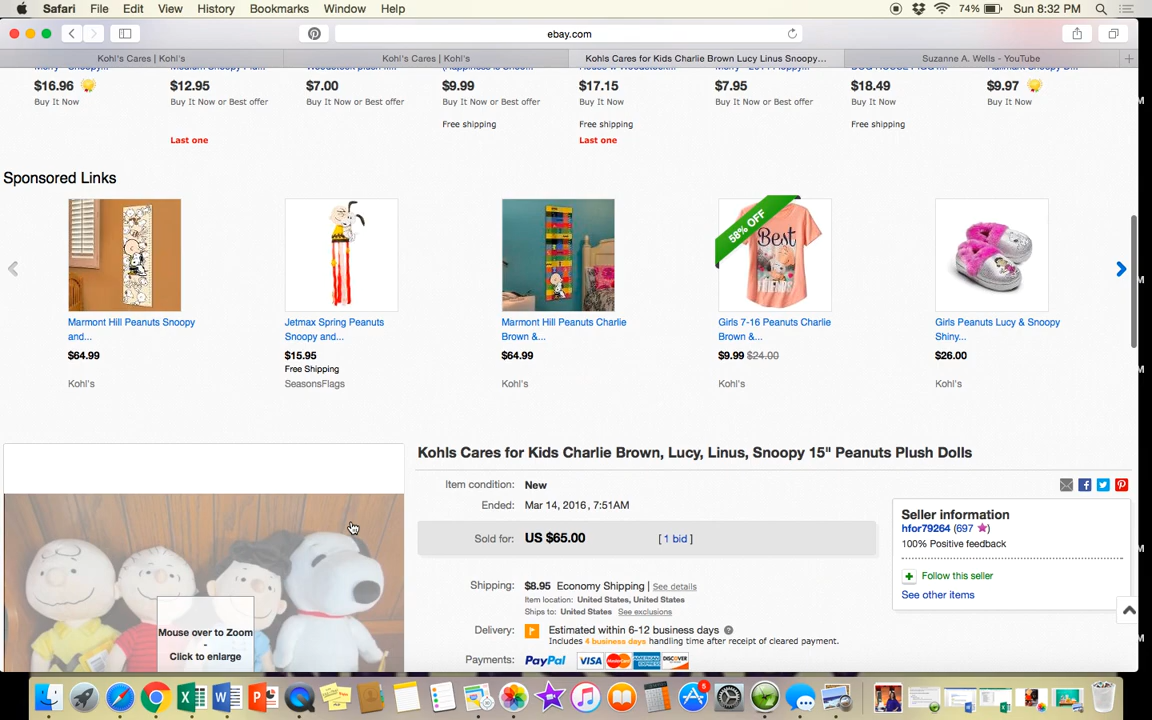 Safari File Edit View History Bookmarks Window Help 74% Sun 8:32 PM
ebay.com
Kohl's Cares | Kohl's Kohl's Cares | Kohl's Kohls Cares for Kids Charlie Brown Lucy Linus Snoopy... Suzanne A. Wells - YouTube
$16.96 $12.95 $7.00 $9.99 $17.15 $7.95 $18.49 $9.97
Buy It Now Buy It Now or Best offer Buy It Now or Best offer Buy It Now Buy It Now Buy It Now or Best offer Buy It Now Buy It Now
Free shipping Free shipping Free shipping
Last one Last one
Sponsored Links
58% OFF
Best
Marmont Hill Peanuts Snoopy and...
$64.99
Kohl's
Jetmax Spring Peanuts Snoopy and...
$15.95
Free Shipping
SeasonsFlags
Marmont Hill Peanuts Charlie Brown &...
$64.99
Kohl's
Girls 7-16 Peanuts Charlie Brown &...
$9.99 $24.00
Kohl's
Girls Peanuts Lucy & Snoopy Shiny...
$26.00
Kohl's
Kohls Cares for Kids Charlie Brown, Lucy, Linus, Snoopy 15" Peanuts Plush Dolls
Item condition: New
Ended: Mar 14, 2016 , 7:51AM
Sold for: US $65.00 [ 1 bid ]
Shipping: $8.95 Economy Shipping | See details
Item location: United States, United States
Ships to: United States See exclusions
Delivery: Estimated within 6-12 business days
Includes 4 business days handling time after receipt of cleared payment.
Payments: PayPal VISA MasterCard AMERICAN EXPRESS DISCOVER
Seller information
hfor79264 (697 )
100% Positive feedback
Follow this seller
See other items
Mouse over to Zoom
-
Click to enlarge